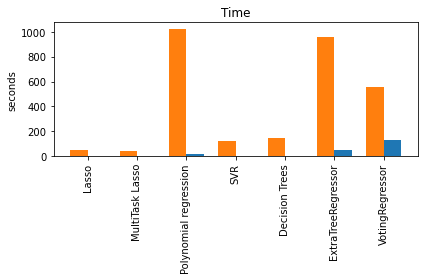 Time
1000
800
600
400
200
0
seconds
Lasso
MultiTask Lasso
Polynomial regression
SVR
Decision Trees
ExtraTreeRegressor
VotingRegressor